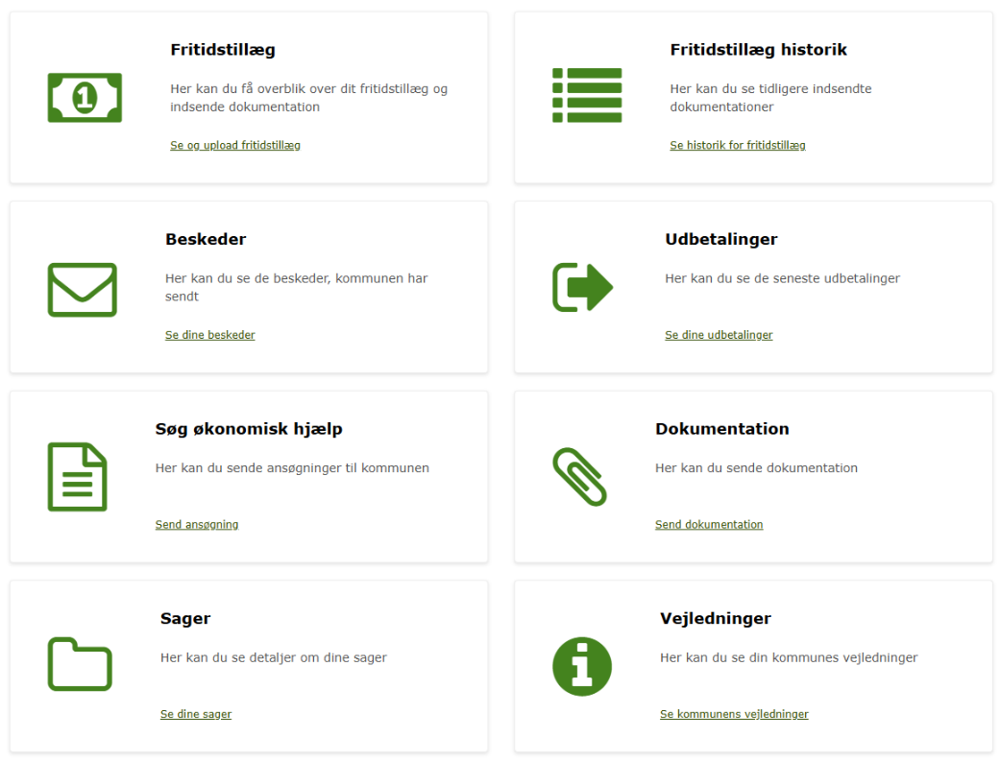 Fritidstillæg
Her kan du få overblik over dit fritidstillæg og
indsende dokumentation
Se og upload fritidstillæg
Fritidstillæg historik
Her kan du se tidligere indsendte
dokumentationer
Se historik for fritidstillæg
Beskeder
Her kan du se de beskeder, kommunen har
sendt
Se dine beskeder
Udbetalinger
Her kan du se de seneste udbetalinger
Se dine udbetalinger
Søg økonomisk hjælp
Her kan du sende ansøgninger til kommunen
Send ansøgning
Dokumentation
Her kan du sende dokumentation
Send dokumentation
Sager
Her kan du se detaljer om dine sager
Se dine sager
Vejledninger
Her kan du se din kommunes vejledninger
Se kommunens vejledninger